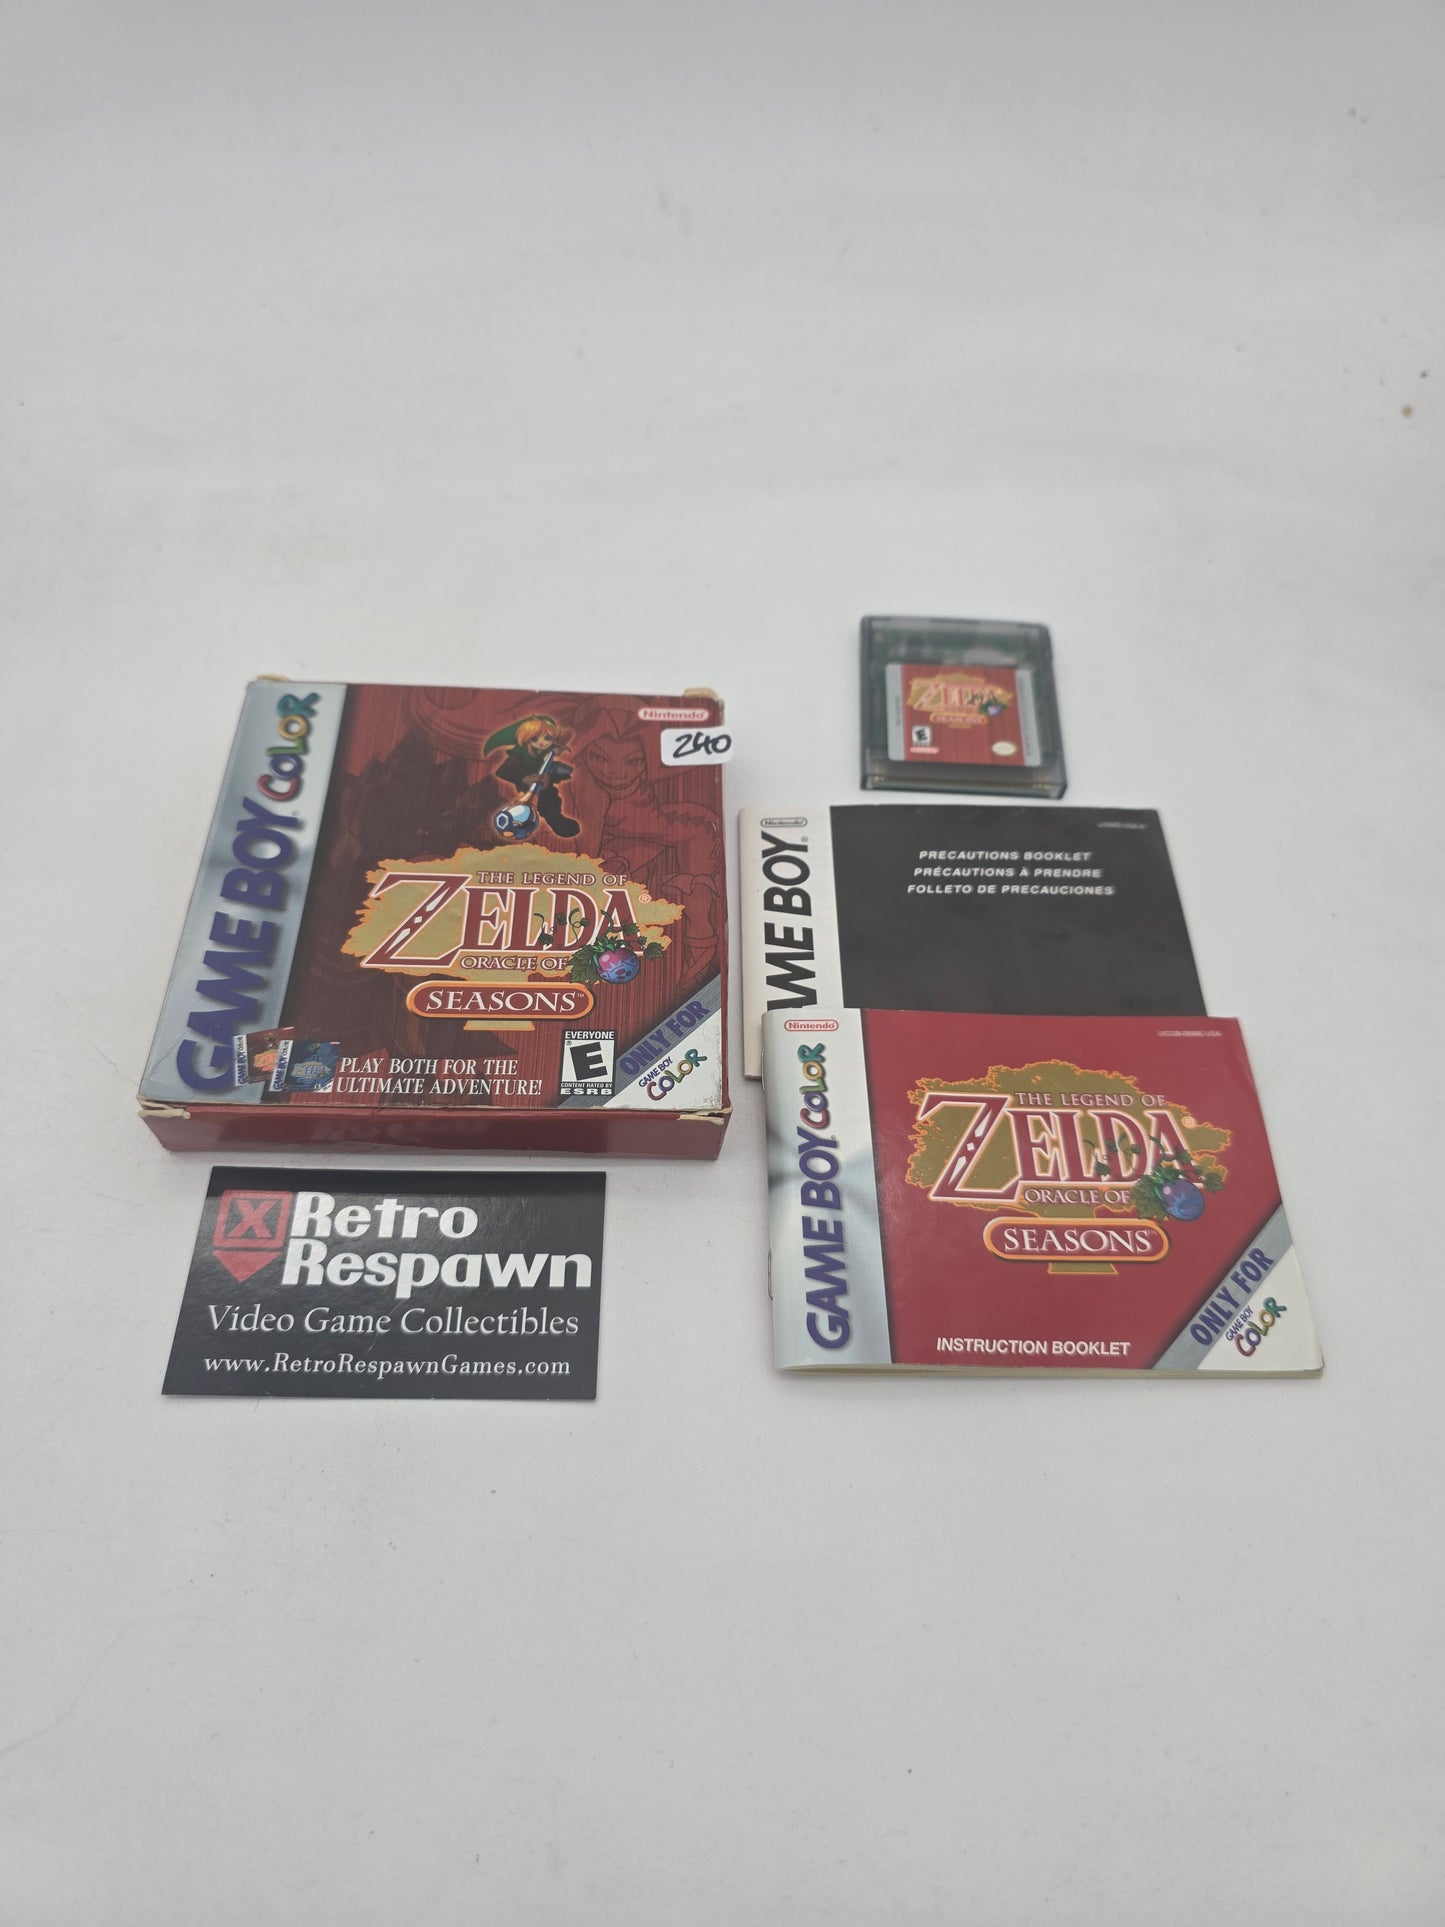 GAME BOY COLOR
Nintendo
240
THE LEGEND OF
ZELDA®
ORACLE OF
SEASONS™
PLAY BOTH FOR THE
ULTIMATE ADVENTURE!
EVERYONE
E
CONTENT RATED BY
ESRB
ONLY FOR
GAME BOY
COLOR
ZELDA
SEASONS
E
Nintendo
GAME BOY®
PRECAUTIONS BOOKLET
PRÉCAUTIONS À PRENDRE
FOLLETO DE PRECAUCIONES
Nintendo
GAME BOY COLOR
THE LEGEND OF
ZELDA®
ORACLE OF
SEASONS™
INSTRUCTION BOOKLET
ONLY FOR
GAME BOY
COLOR
X
Retro
Respawn
Video Game Collectibles
www.RetroRespawnGames.com